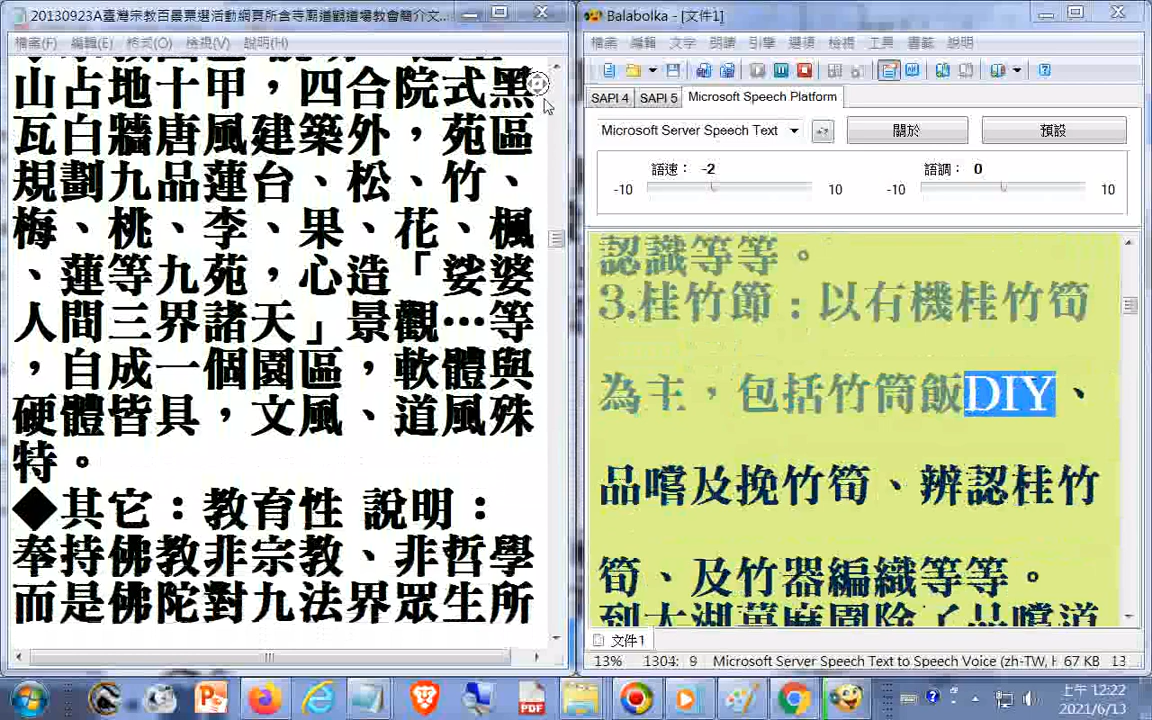 20130923A臺灣宗教百景票選活動網頁所含寺廟道觀道場教會簡介文...
檔案(F) 編輯(E) 格式(O) 檢視(V) 說明(H)
山占地十甲，四合院式黑
瓦白牆唐風建築外，苑區
規劃九品蓮台、松、竹、
梅、桃、李、果、花、楓
、蓮等九苑，心造「娑婆
人間三界諸天」景觀…等
，自成一個園區，軟體與
硬體皆具，文風、道風殊
特。
◆其它：教育性 說明：
奉持佛教非宗教、非哲學
而是佛陀對九法界眾生所
Balabolka - [文件1]
檔案 編輯 文字 朗讀 引擎 選項 檢視 工具 書籤 說明
SAPI 4 SAPI 5 Microsoft Speech Platform
Microsoft Server Speech Text
關於
預設
語速： -2
語調： 0
-10 10 -10 10
認識等等。
3.桂竹節：以有機桂竹筍
為主，包括竹筒飯DIY、
品嚐及挽竹筍、辨認桂竹
筍、及竹器編織等等。
到大湖薑麻園除了品嚐道
文件1
13% 1304: 9 Microsoft Server Speech Text to Speech Voice (zh-TW, H 67 KB 13
上午 12:22
2021/6/13